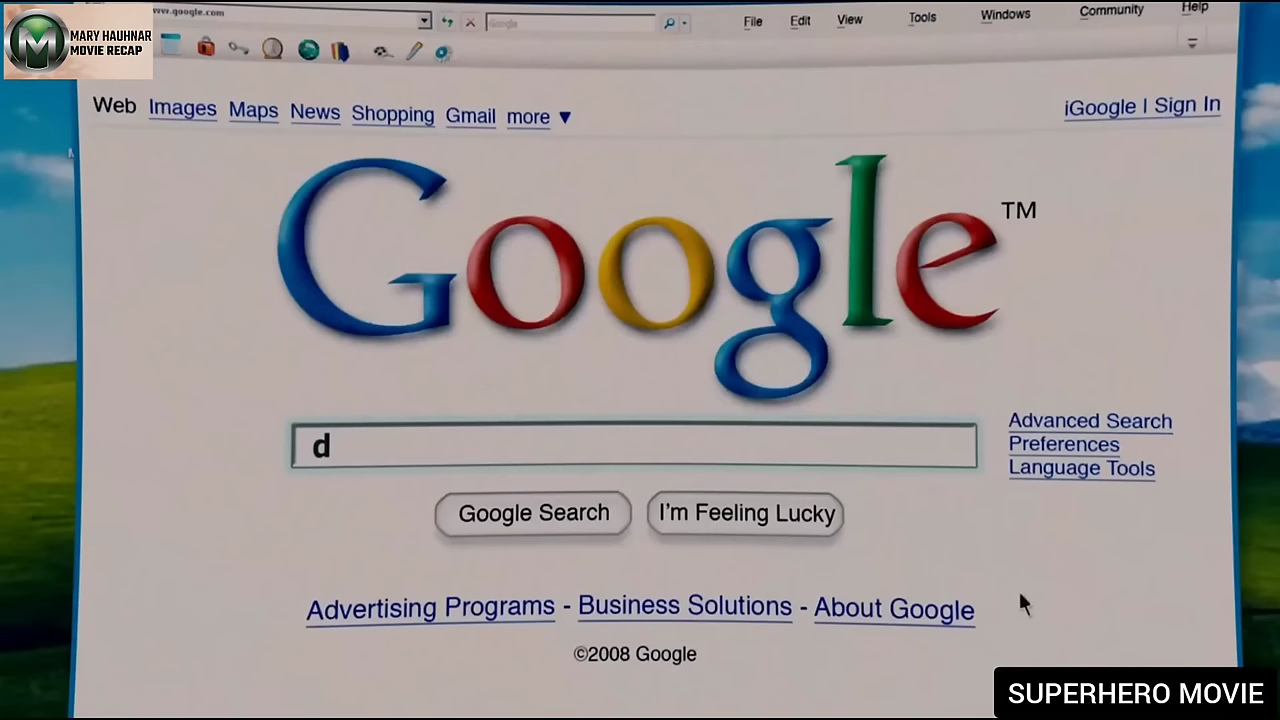 www.google.com
Google
File Edit View Tools Windows Community Help
MARY HAUHNAR
MOVIE RECAP
Web Images Maps News Shopping Gmail more ▼
iGoogle | Sign In
Google™
d
Advanced Search
Preferences
Language Tools
Google Search
I'm Feeling Lucky
Advertising Programs - Business Solutions - About Google
©2008 Google
SUPERHERO MOVIE